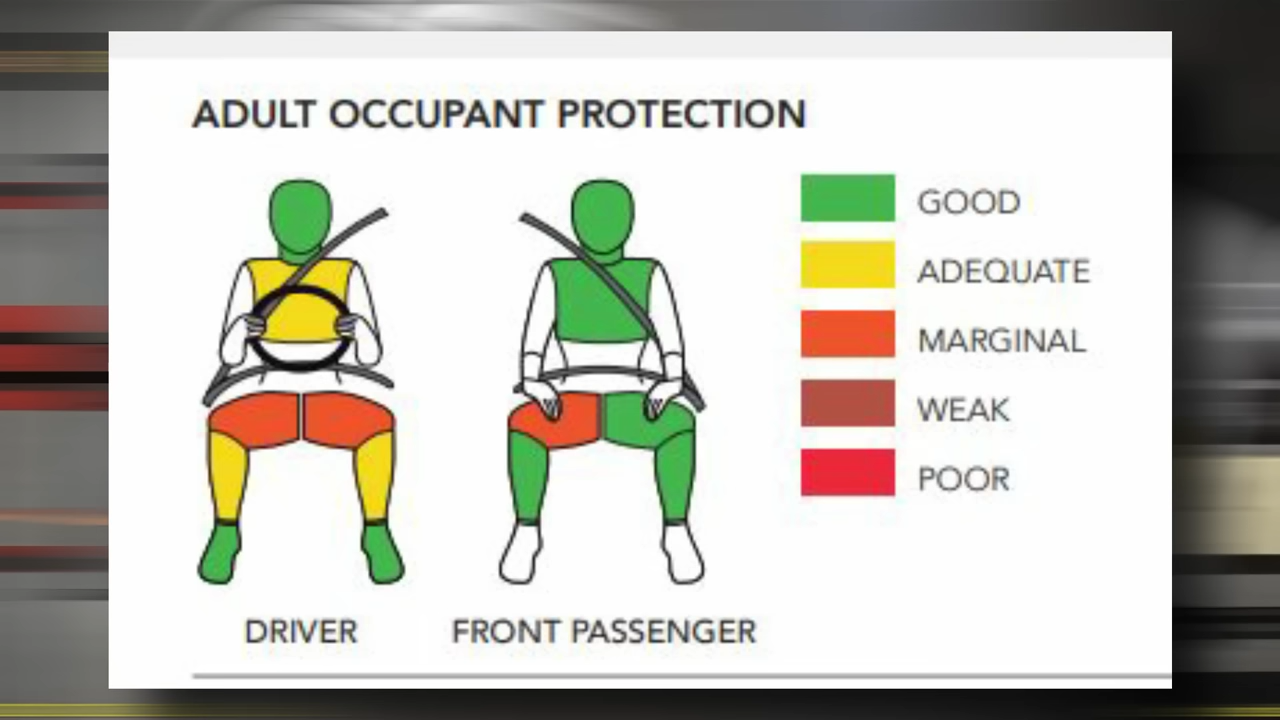 ADULT OCCUPANT PROTECTION
GOOD
ADEQUATE
MARGINAL
WEAK
POOR
DRIVER
FRONT PASSENGER